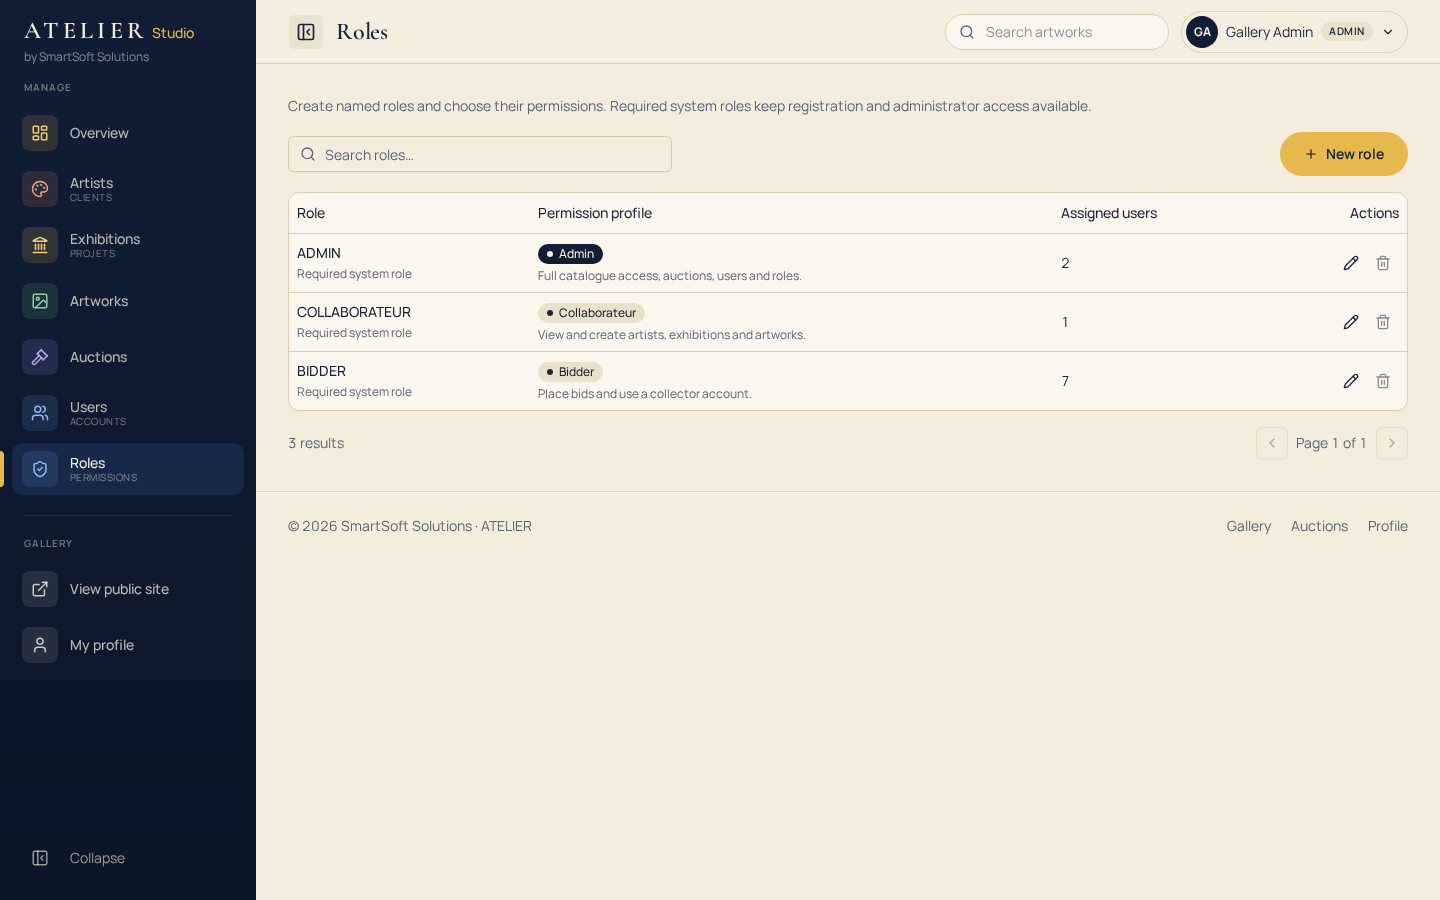 ATELIER Studio
by SmartSoft Solutions
MANAGE
Overview
Artists
CLIENTS
Exhibitions
PROJETS
Artworks
Auctions
Users
ACCOUNTS
Roles
PERMISSIONS
GALLERY
View public site
My profile
Collapse
Roles
Search artworks
GA Gallery Admin ADMIN
Create named roles and choose their permissions. Required system roles keep registration and administrator access available.
Search roles...
New role
Role Permission profile Assigned users Actions
ADMIN
Required system role
Admin
Full catalogue access, auctions, users and roles.
2
COLLABORATEUR
Required system role
Collaborateur
View and create artists, exhibitions and artworks.
1
BIDDER
Required system role
Bidder
Place bids and use a collector account.
7
3 results
Page 1 of 1
© 2026 SmartSoft Solutions · ATELIER
Gallery Auctions Profile